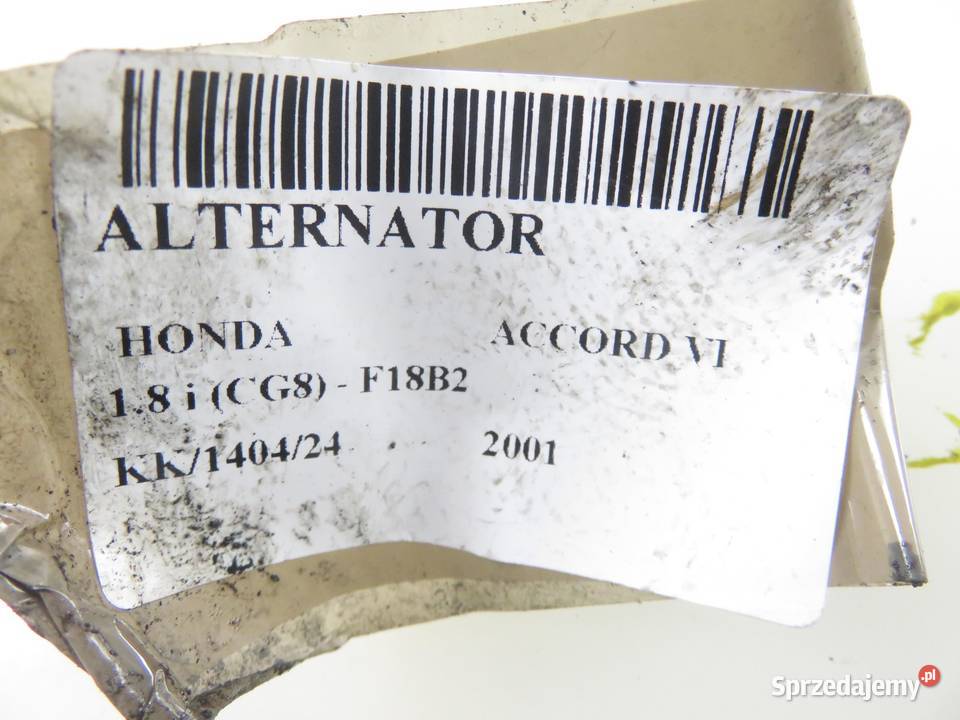 ALTERNATOR
HONDA ACCORD VI
1.8 i (CG8) - F18B2
KK/1404/24 2001
Sprzedajemy.pl